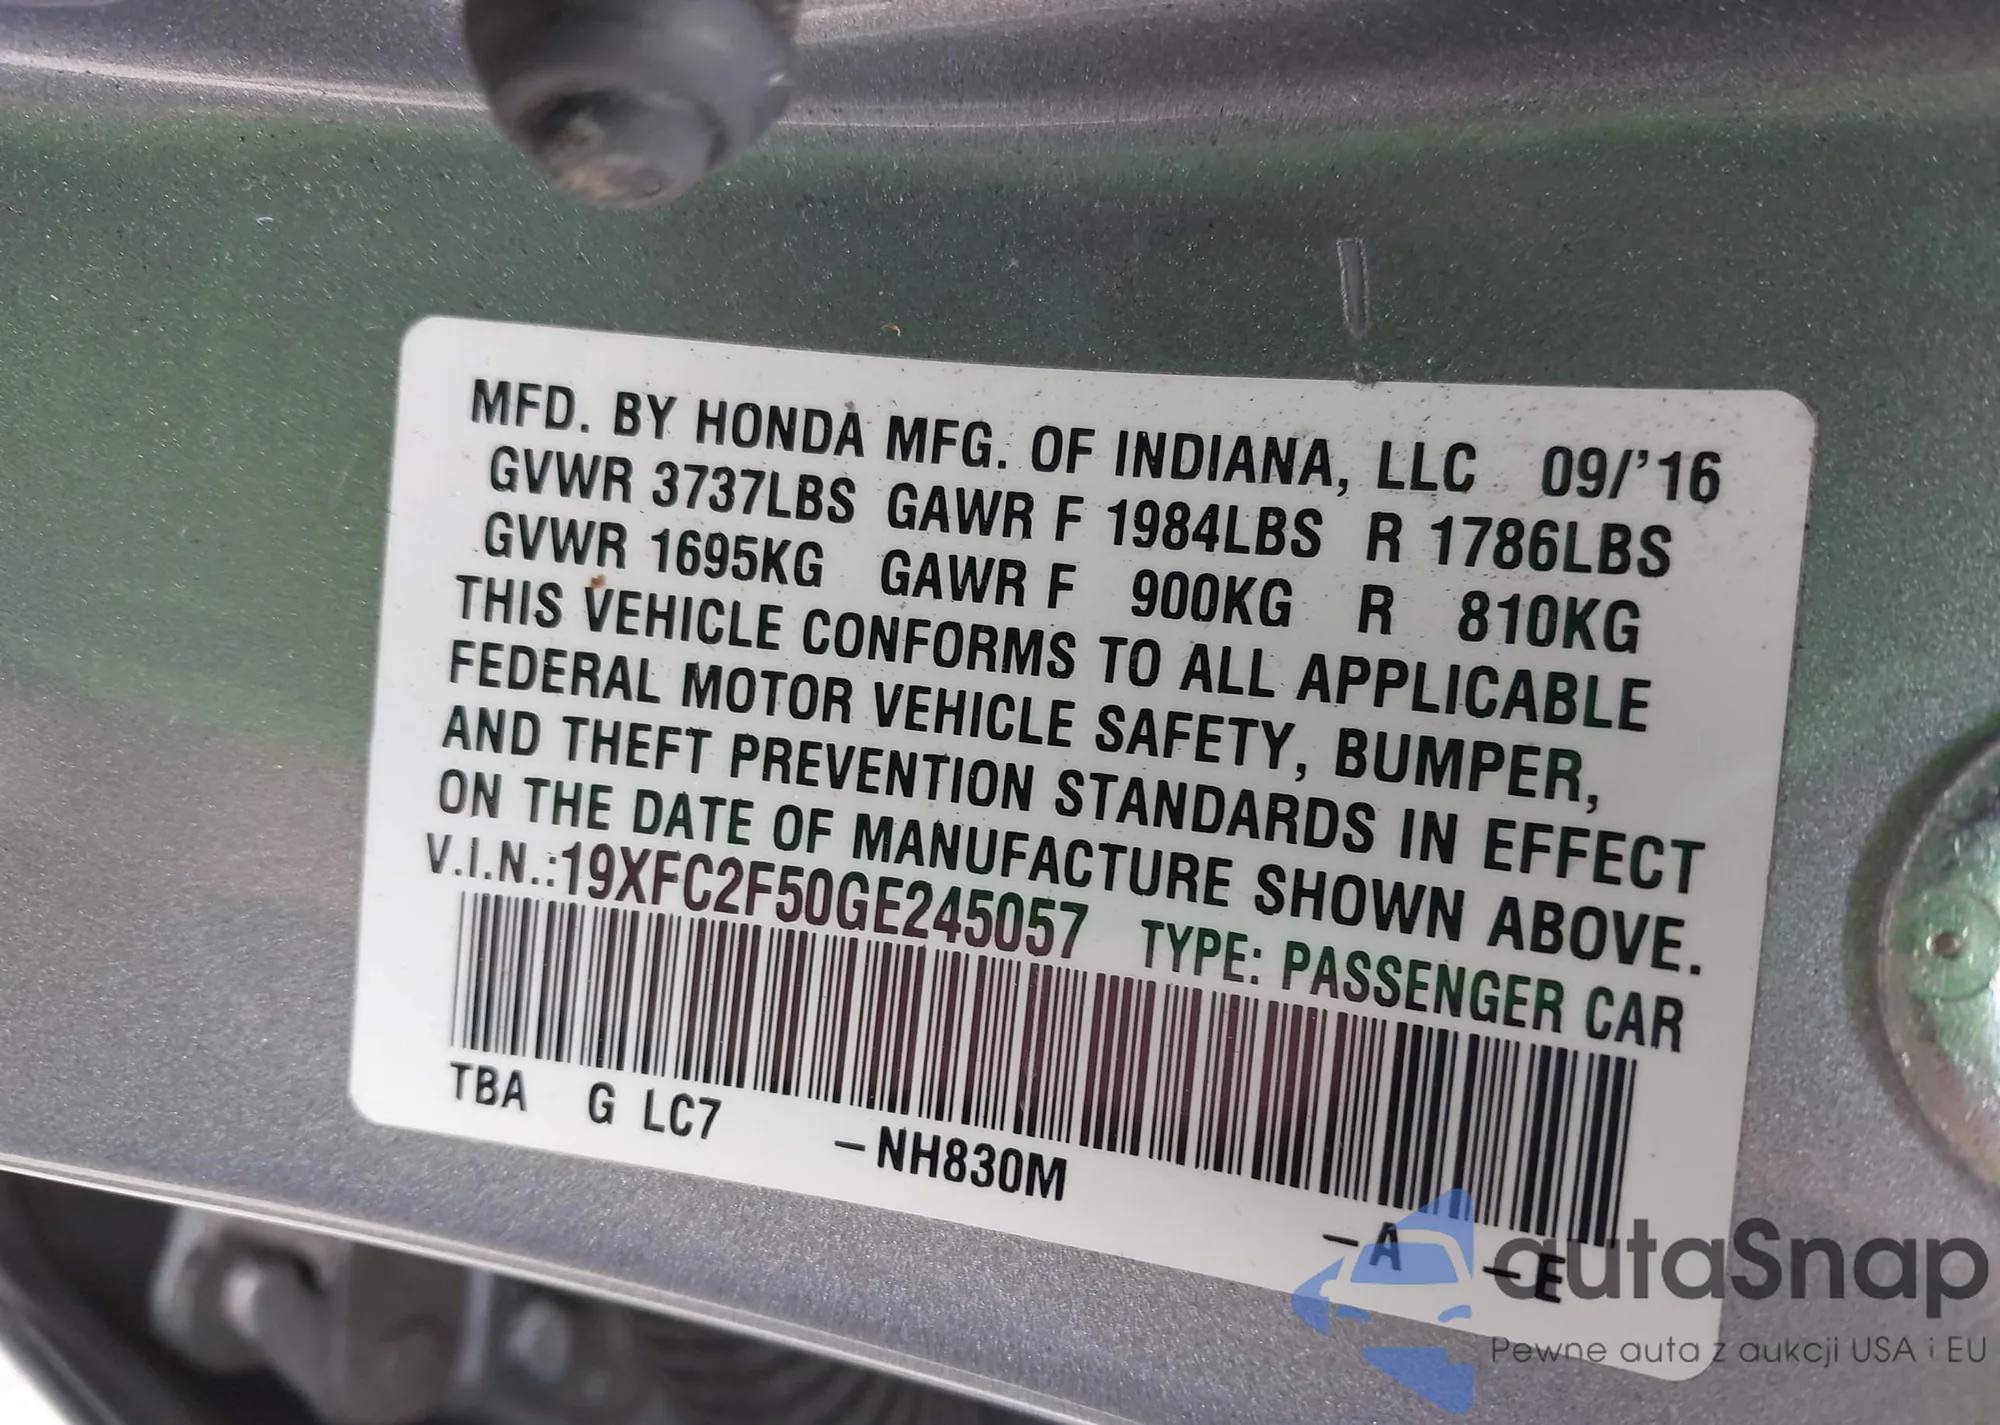 MFD. BY HONDA MFG. OF INDIANA, LLC 09/'16
GVWR 3737LBS GAWR F 1984LBS R 1786LBS
GVWR 1695KG GAWR F 900KG R 810KG
THIS VEHICLE CONFORMS TO ALL APPLICABLE
FEDERAL MOTOR VEHICLE SAFETY, BUMPER,
AND THEFT PREVENTION STANDARDS IN EFFECT
ON THE DATE OF MANUFACTURE SHOWN ABOVE.
V.I.N.:19XFC2F50GE245057 TYPE: PASSENGER CAR
TBA G LC7 –NH830M –A –E
autaSnap
Pewne auta z aukcji USA i EU